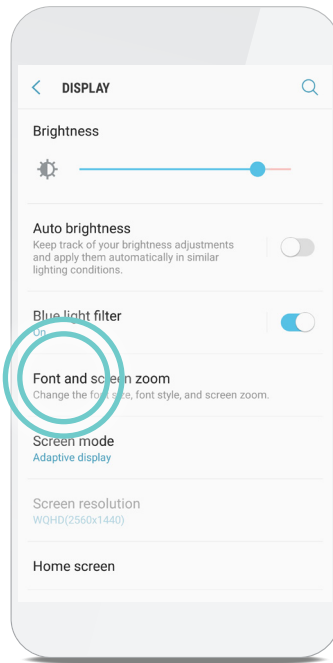 DISPLAY
Brightness
Auto brightness
Keep track of your brightness adjustments
and apply them automatically in similar
lighting conditions.
Blue light filter
On
Font and screen zoom
Change the font size, font style, and screen zoom.
Screen mode
Adaptive display
Screen resolution
WQHD(2560x1440)
Home screen